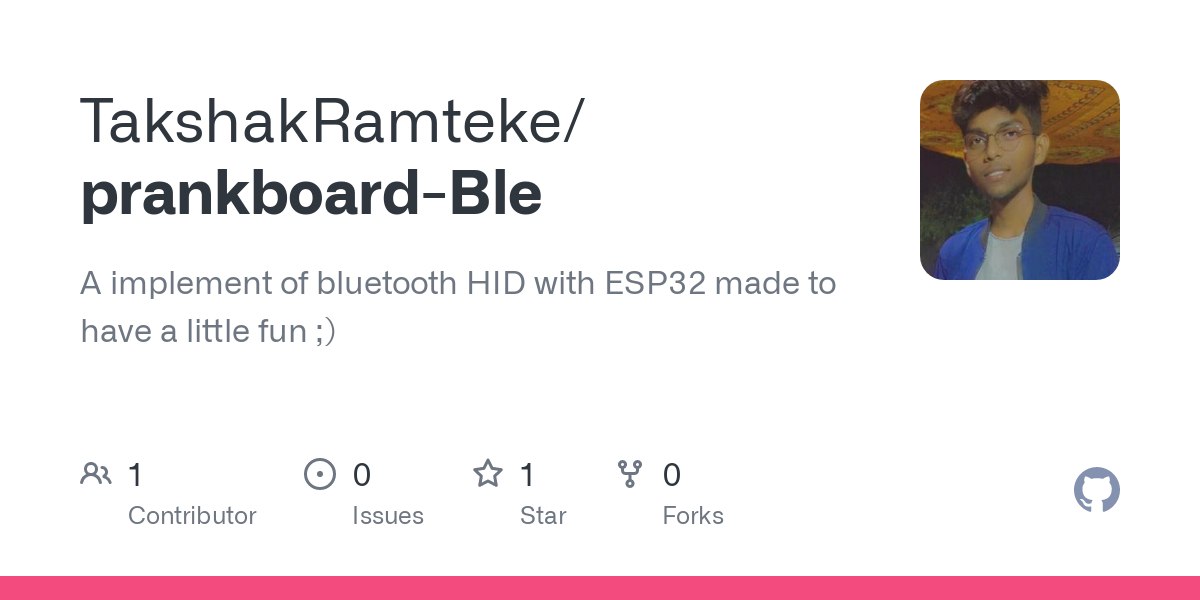 TakshakRamteke/
prankboard-Ble
A implement of bluetooth HID with ESP32 made to
have a little fun ;)
1
Contributor
0
Issues
1
Star
0
Forks